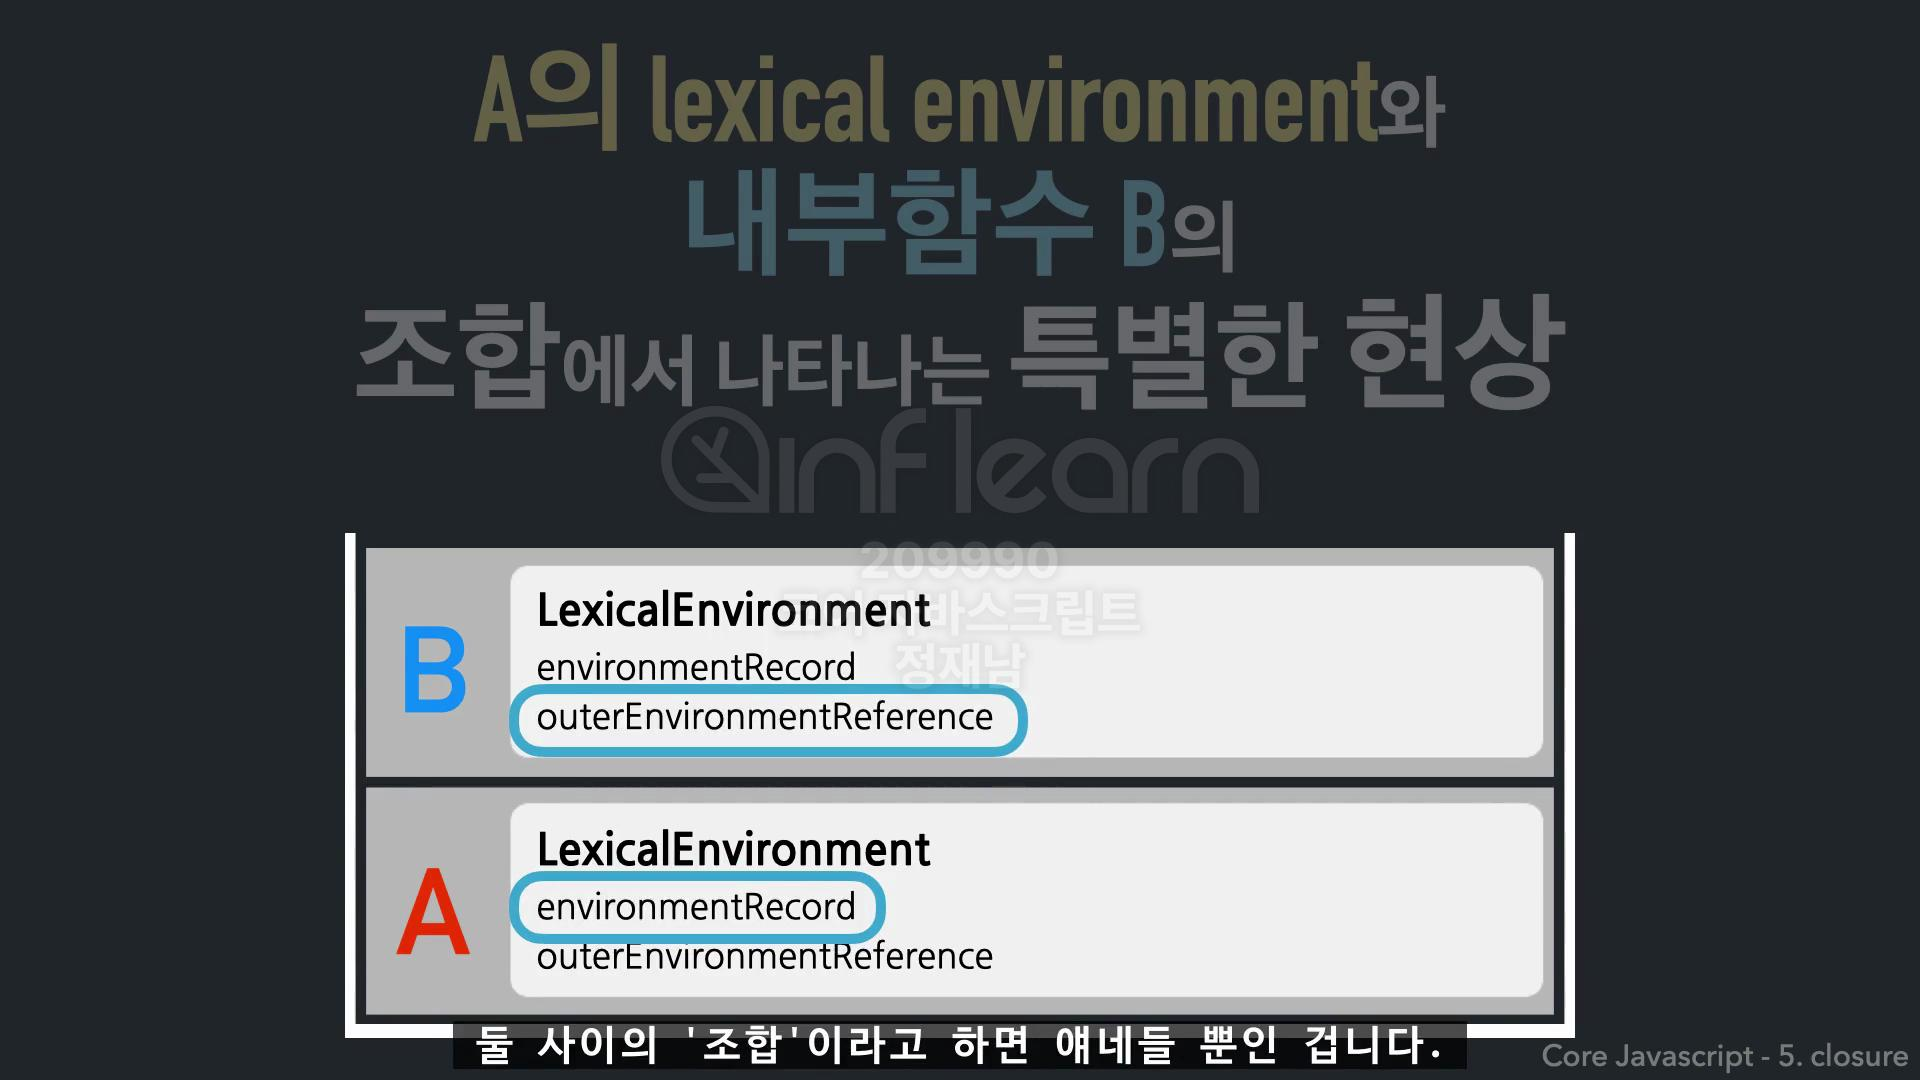 A의 lexical environment와
내부함수 B의
조합에서 나타나는 특별한 현상
inflearn
209990
코어 자바스크립트
정재남
B
LexicalEnvironment
environmentRecord
outerEnvironmentReference
A
LexicalEnvironment
environmentRecord
outerEnvironmentReference
둘 사이의 '조합'이라고 하면 얘네들 뿐인 겁니다.
Core Javascript - 5. closure